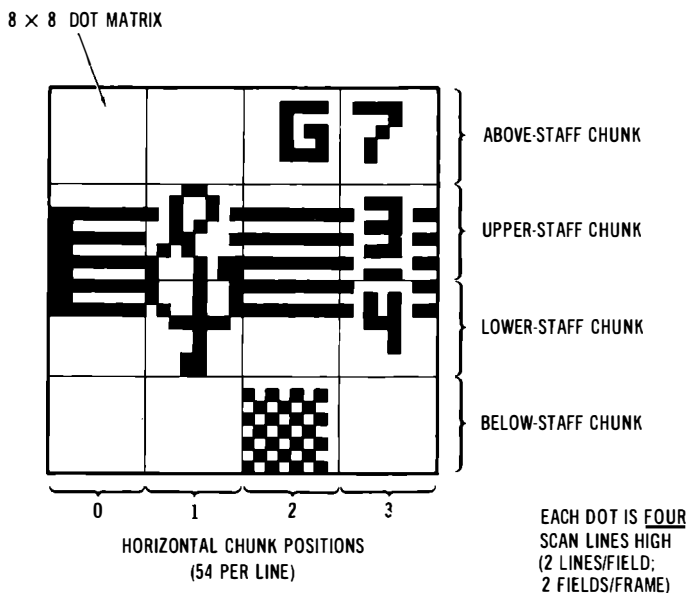 8 × 8 DOT MATRIX
G 7
ABOVE-STAFF CHUNK
3
UPPER-STAFF CHUNK
4
LOWER-STAFF CHUNK
BELOW-STAFF CHUNK
0 1 2 3
HORIZONTAL CHUNK POSITIONS
(54 PER LINE)
EACH DOT IS FOUR
SCAN LINES HIGH
(2 LINES/FIELD;
2 FIELDS/FRAME)